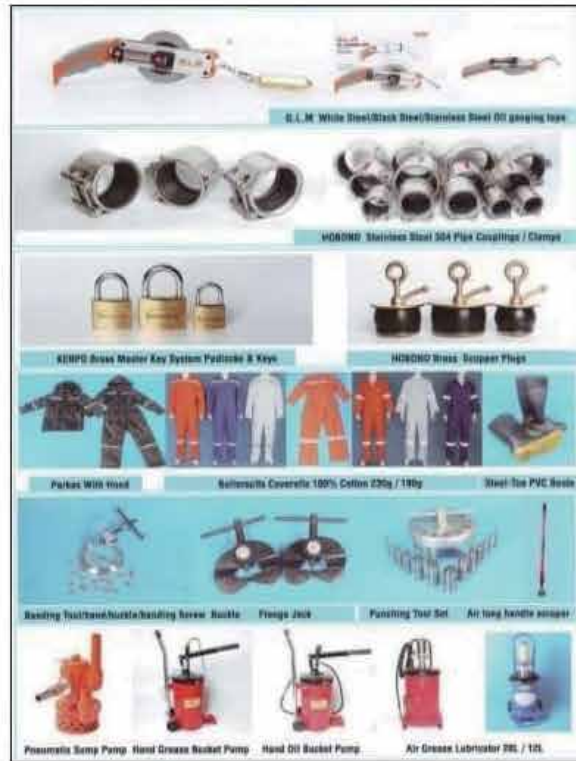 G.L.M White Steel/Black Steel/Stainless Steel Oil gauging tape
HOBOND Stainless Steel 304 Pipe Couplings / Clamps
KENPO Brass Master Key System Padlocks & Keys
HOBOND Brass Scupper Plugs
Parkas With Hood
Boilersuits Coveralls 100% Cotton 230g / 190g
Steel-Toe PVC Boots
Banding Tool/band/buckle/banding Screw Buckle
Flange Jack
Punching Tool Set
Air long handle scraper
Pneumatic Sump Pump
Hand Grease Bucket Pump
Hand Oil Bucket Pump
Air Grease Lubricator 20L / 12L